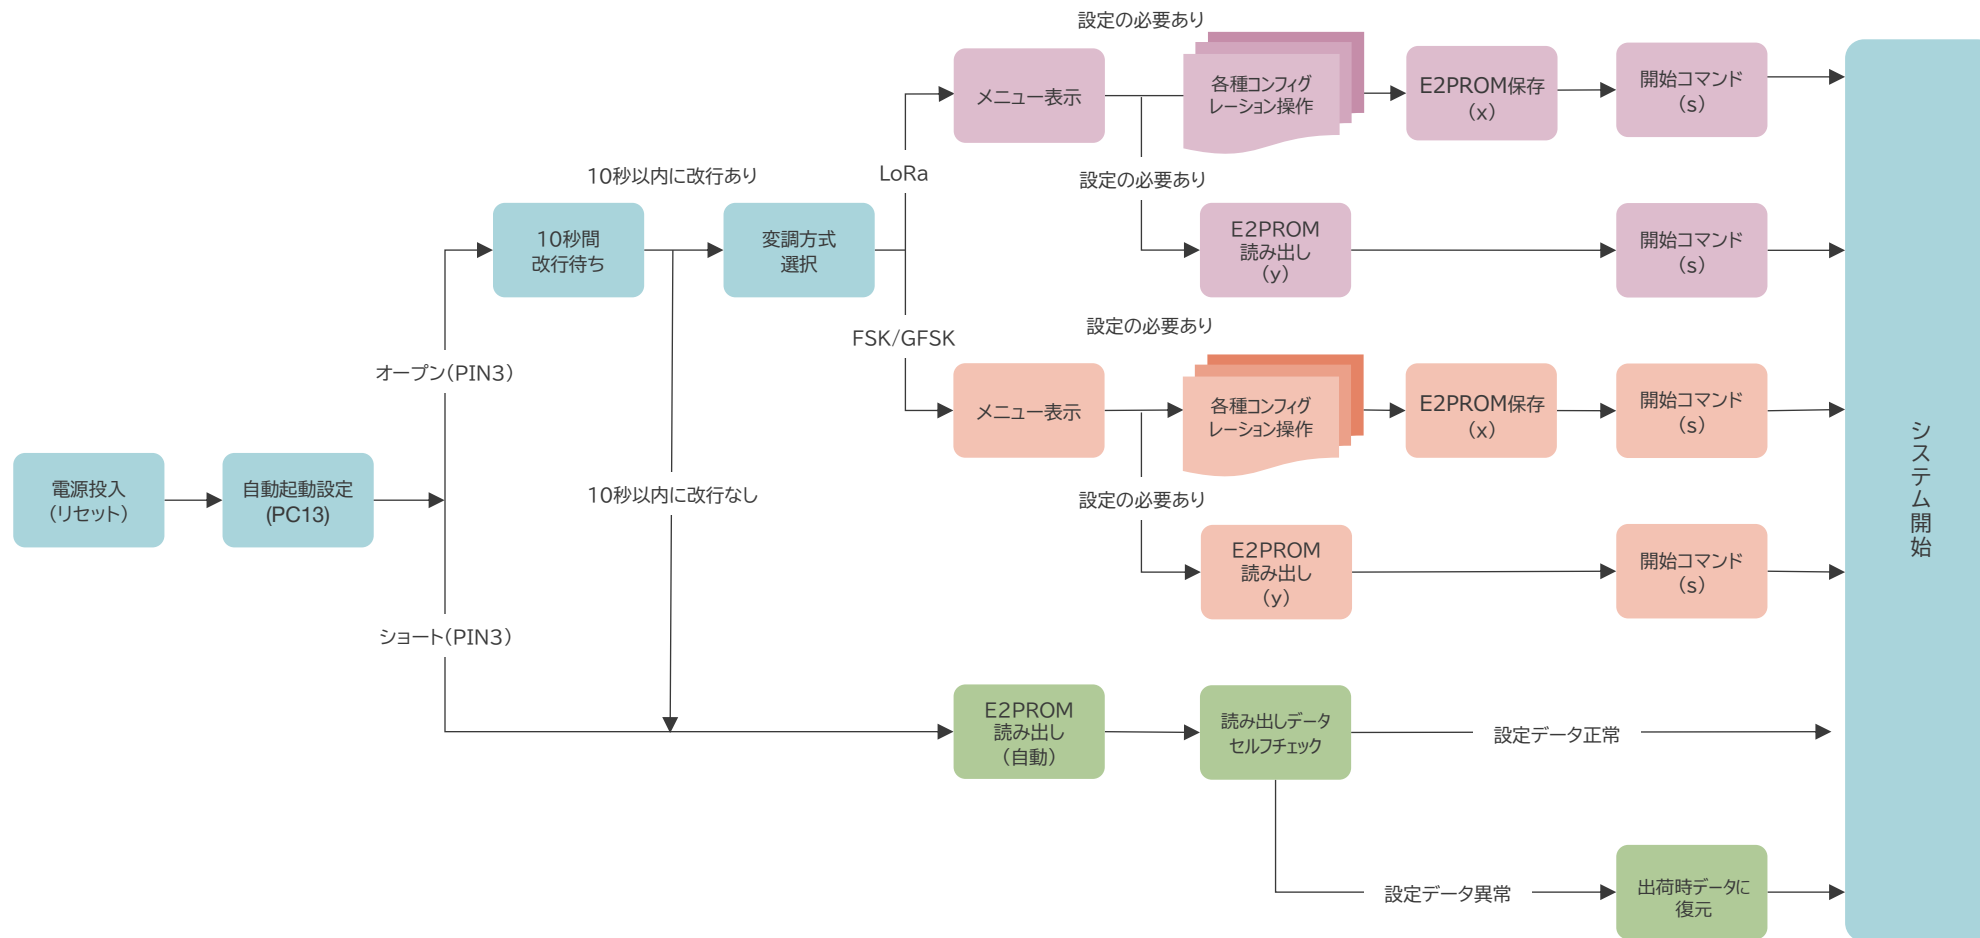 設定の必要あり
メニュー表示
各種コンフィグ
レーション操作
E2PROM保存
(x)
開始コマンド
(s)
LoRa
10秒以内に改行あり
設定の必要あり
10秒間
改行待ち
変調方式
選択
E2PROM
読み出し
(y)
開始コマンド
(s)
FSK/GFSK
設定の必要あり
オープン(PIN3)
メニュー表示
各種コンフィグ
レーション操作
E2PROM保存
(x)
開始コマンド
(s)
システム開始
電源投入
(リセット)
自動起動設定
(PC13)
10秒以内に改行なし
設定の必要あり
E2PROM
読み出し
(y)
開始コマンド
(s)
ショート(PIN3)
E2PROM
読み出し
(自動)
読み出しデータ
セルフチェック
設定データ正常
設定データ異常
出荷時データに
復元